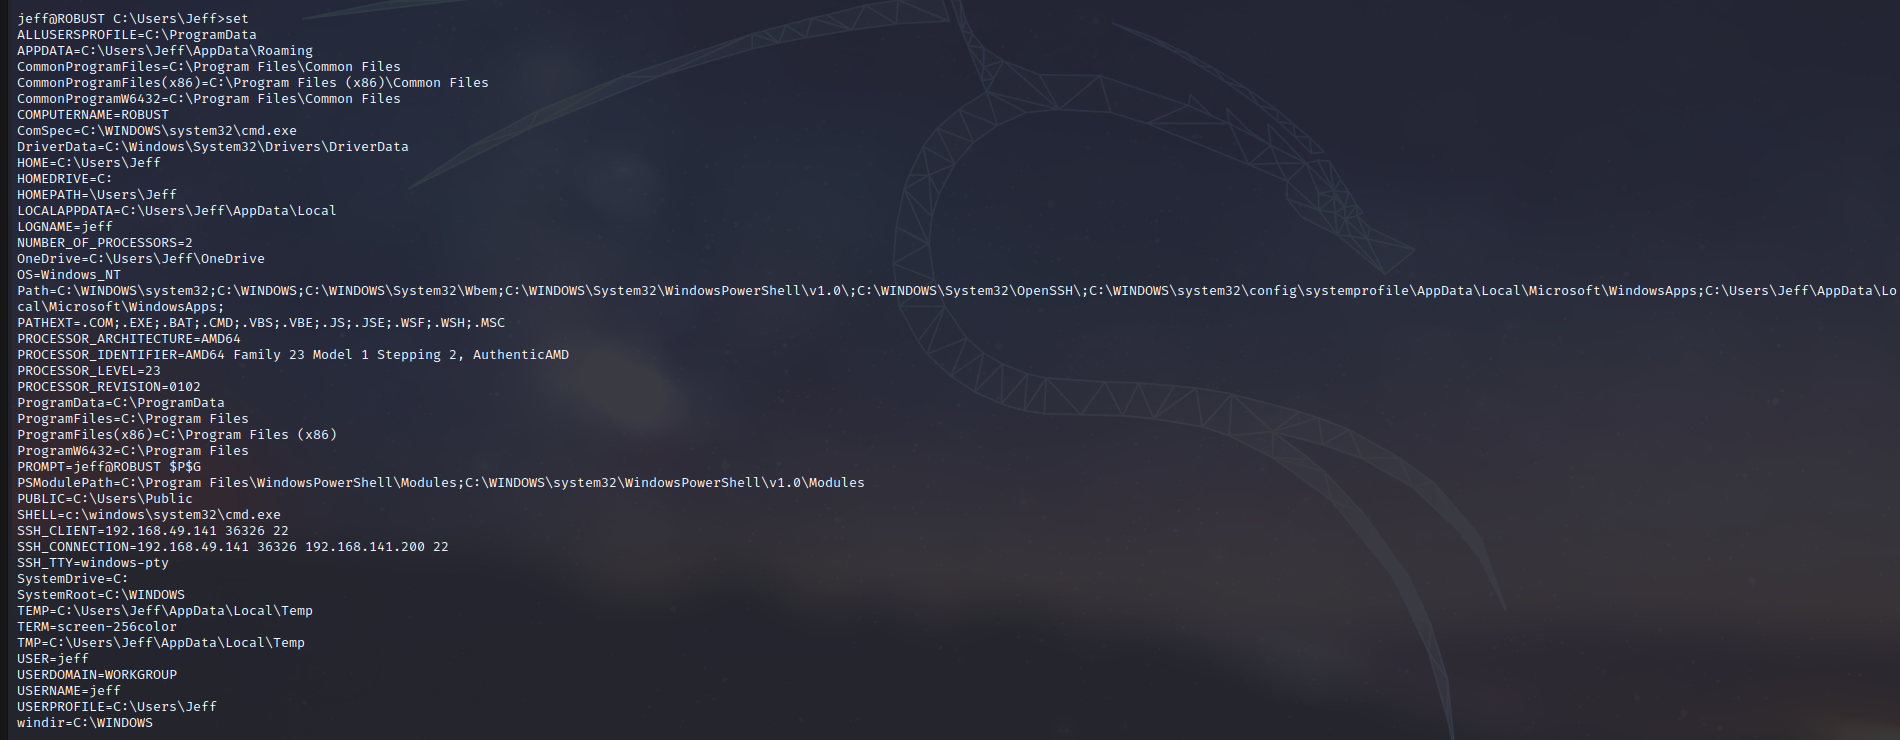 jeff@ROBUST C:\Users\Jeff>set
ALLUSERSPROFILE=C:\ProgramData
APPDATA=C:\Users\Jeff\AppData\Roaming
CommonProgramFiles=C:\Program Files\Common Files
CommonProgramFiles(x86)=C:\Program Files (x86)\Common Files
CommonProgramW6432=C:\Program Files\Common Files
COMPUTERNAME=ROBUST
ComSpec=C:\WINDOWS\system32\cmd.exe
DriverData=C:\Windows\System32\Drivers\DriverData
HOME=C:\Users\Jeff
HOMEDRIVE=C:
HOMEPATH=\Users\Jeff
LOCALAPPDATA=C:\Users\Jeff\AppData\Local
LOGNAME=jeff
NUMBER_OF_PROCESSORS=2
OneDrive=C:\Users\Jeff\OneDrive
OS=Windows_NT
Path=C:\WINDOWS\system32;C:\WINDOWS;C:\WINDOWS\System32\Wbem;C:\WINDOWS\System32\WindowsPowerShell\v1.0\;C:\WINDOWS\System32\OpenSSH\;C:\WINDOWS\system32\config\systemprofile\AppData\Local\Microsoft\WindowsApps;C:\Users\Jeff\AppData\Lo
cal\Microsoft\WindowsApps;
PATHEXT=.COM;.EXE;.BAT;.CMD;.VBS;.VBE;.JS;.JSE;.WSF;.WSH;.MSC
PROCESSOR_ARCHITECTURE=AMD64
PROCESSOR_IDENTIFIER=AMD64 Family 23 Model 1 Stepping 2, AuthenticAMD
PROCESSOR_LEVEL=23
PROCESSOR_REVISION=0102
ProgramData=C:\ProgramData
ProgramFiles=C:\Program Files
ProgramFiles(x86)=C:\Program Files (x86)
ProgramW6432=C:\Program Files
PROMPT=jeff@ROBUST $P$G
PSModulePath=C:\Program Files\WindowsPowerShell\Modules;C:\WINDOWS\system32\WindowsPowerShell\v1.0\Modules
PUBLIC=C:\Users\Public
SHELL=c:\windows\system32\cmd.exe
SSH_CLIENT=192.168.49.141 36326 22
SSH_CONNECTION=192.168.49.141 36326 192.168.141.200 22
SSH_TTY=windows-pty
SystemDrive=C:
SystemRoot=C:\WINDOWS
TEMP=C:\Users\Jeff\AppData\Local\Temp
TERM=screen-256color
TMP=C:\Users\Jeff\AppData\Local\Temp
USER=jeff
USERDOMAIN=WORKGROUP
USERNAME=jeff
USERPROFILE=C:\Users\Jeff
windir=C:\WINDOWS